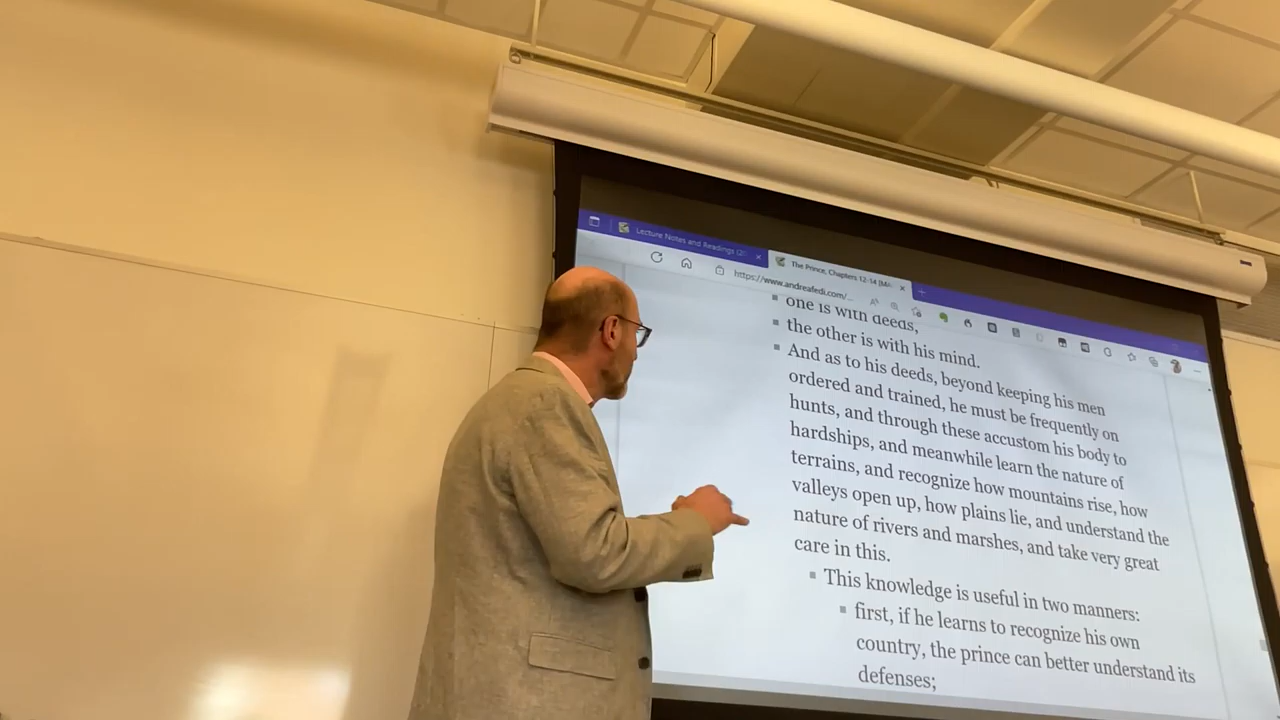 Lecture Notes and Readings (2
The Prince, Chapters 12-14 [MA
https://www.andreafedi.com/...
one is with deeds,
the other is with his mind.
And as to his deeds, beyond keeping his men
ordered and trained, he must be frequently on
hunts, and through these accustom his body to
hardships, and meanwhile learn the nature of
terrains, and recognize how mountains rise, how
valleys open up, how plains lie, and understand the
nature of rivers and marshes, and take very great
care in this.
This knowledge is useful in two manners:
first, if he learns to recognize his own
country, the prince can better understand its
defenses;